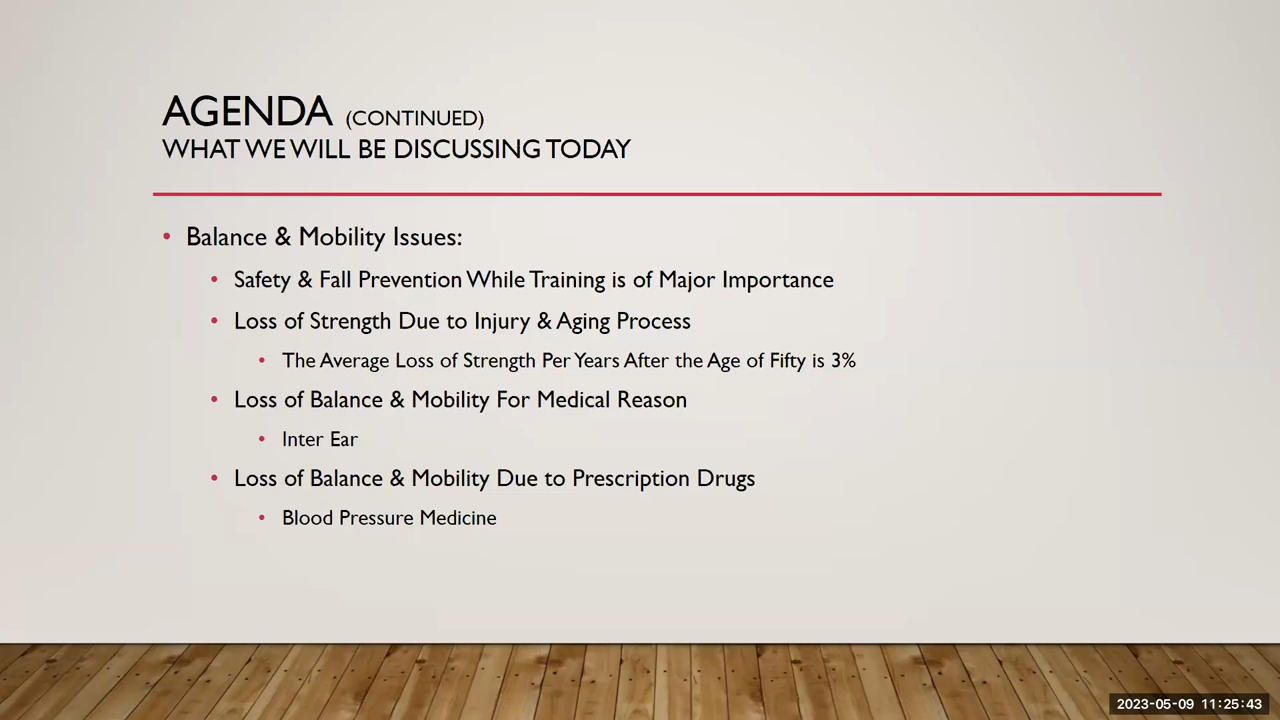 AGENDA (CONTINUED)
WHAT WE WILL BE DISCUSSING TODAY
• Balance & Mobility Issues:
• Safety & Fall Prevention While Training is of Major Importance
• Loss of Strength Due to Injury & Aging Process
• The Average Loss of Strength Per Years After the Age of Fifty is 3%
• Loss of Balance & Mobility For Medical Reason
• Inter Ear
• Loss of Balance & Mobility Due to Prescription Drugs
• Blood Pressure Medicine
2023-05-09 11:25:43